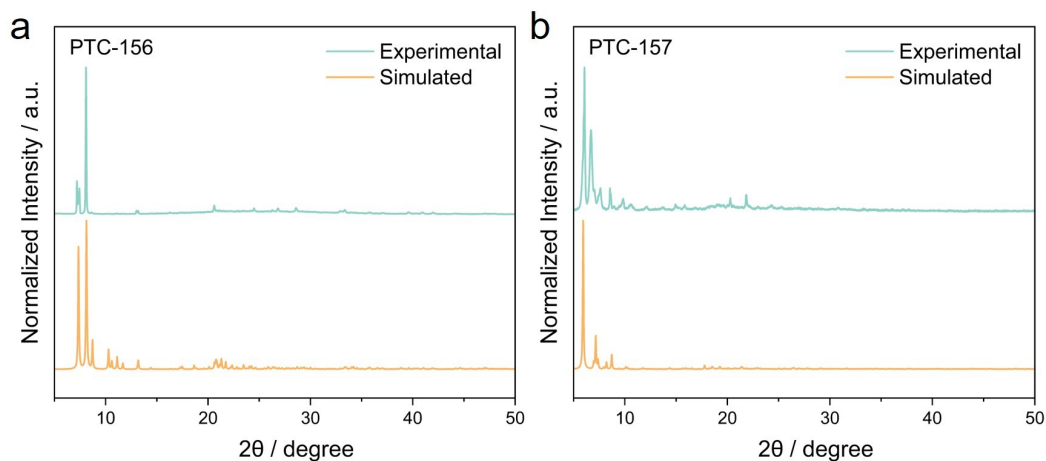 a
PTC-156
Experimental
Simulated
Normalized Intensity / a.u.
10 20 30 40 50
2θ / degree
b
PTC-157
Experimental
Simulated
Normalized Intensity / a.u.
10 20 30 40 50
2θ / degree